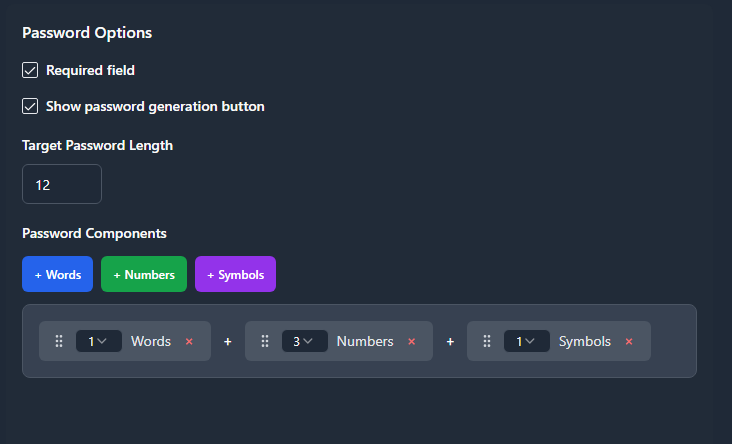 Password Options
Required field
Show password generation button
Target Password Length
12
Password Components
+ Words + Numbers + Symbols
1 Words × + 3 Numbers × + 1 Symbols ×